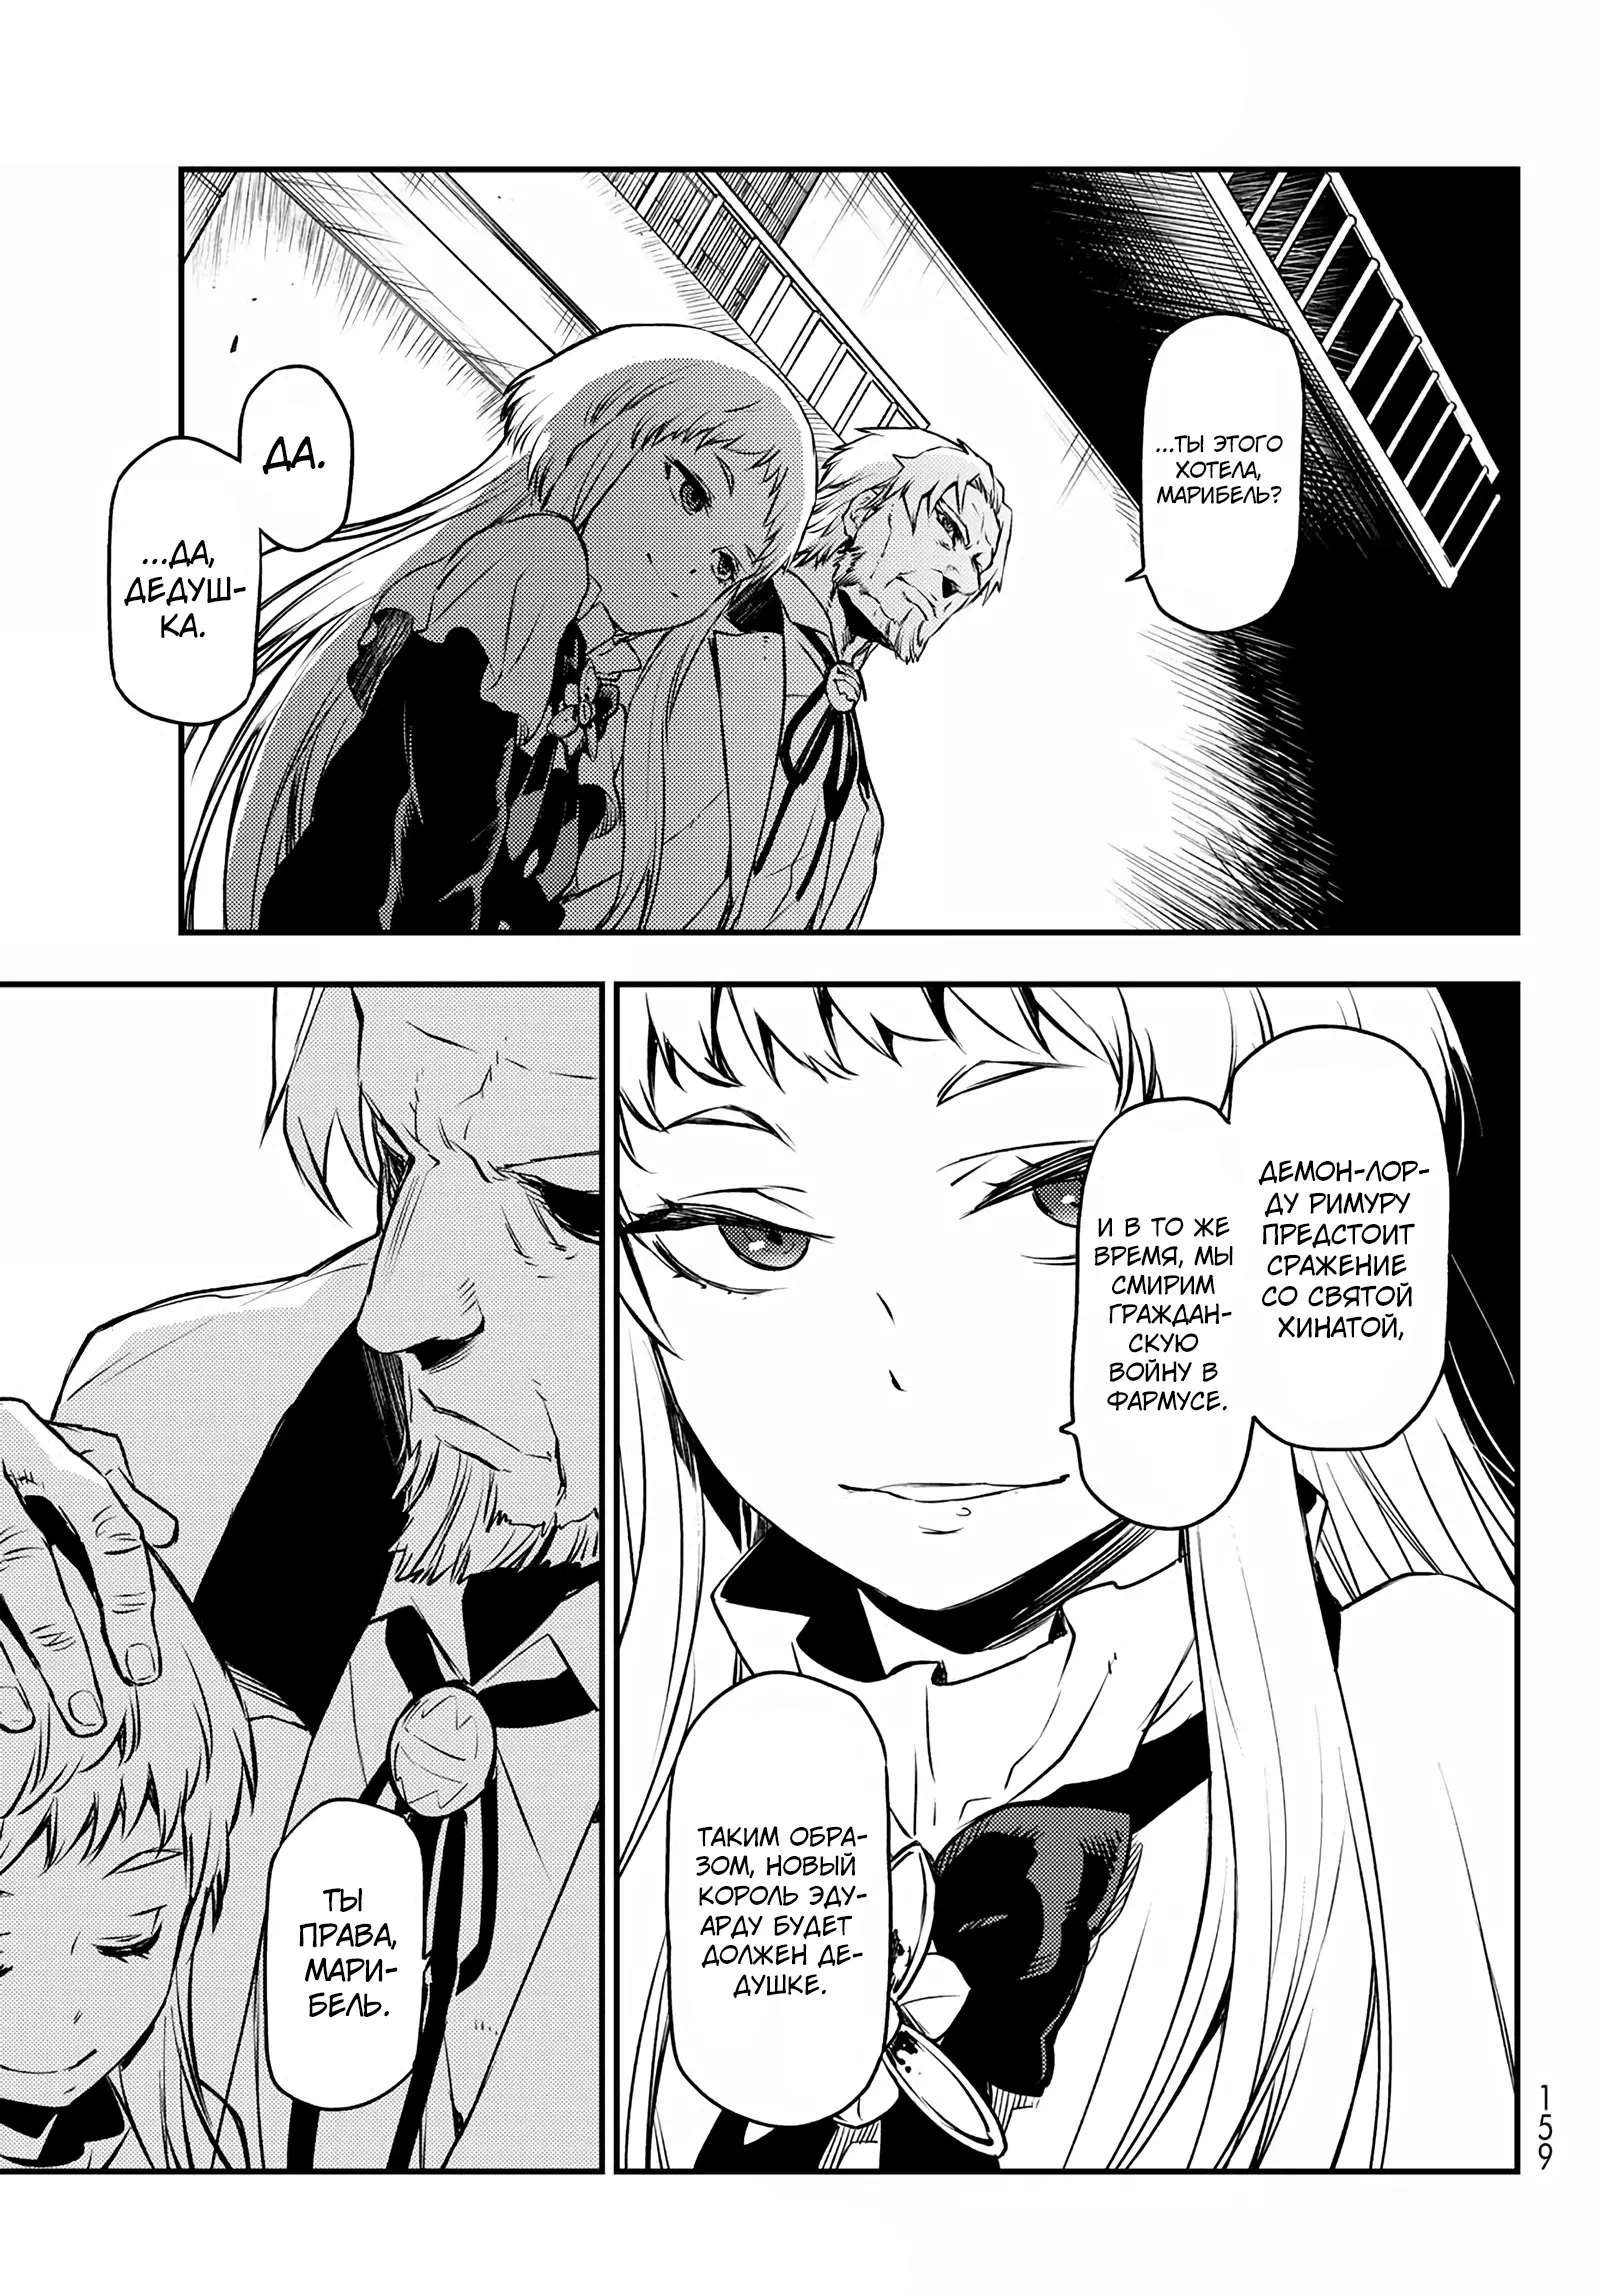 ...ТЫ ЭТОГО
ХОТЕЛА,
МАРИБЕЛЬ?
ДА.
...ДА,
ДЕДУШ-
КА.
ДЕМОН-ЛОР-
ДУ РИМУРУ
ПРЕДСТОИТ
СРАЖЕНИЕ
СО СВЯТОЙ
ХИНАТОЙ,
И В ТО ЖЕ
ВРЕМЯ, МЫ
СМИРИМ
ГРАЖДАН-
СКУЮ
ВОЙНУ В
ФАРМУСЕ.
ТАКИМ ОБРА-
ЗОМ, НОВЫЙ
КОРОЛЬ ЭДУ-
АРДУ БУДЕТ
ДОЛЖЕН ДЕ-
ДУШКЕ.
ТЫ
ПРАВА,
МАРИ-
БЕЛЬ.
159